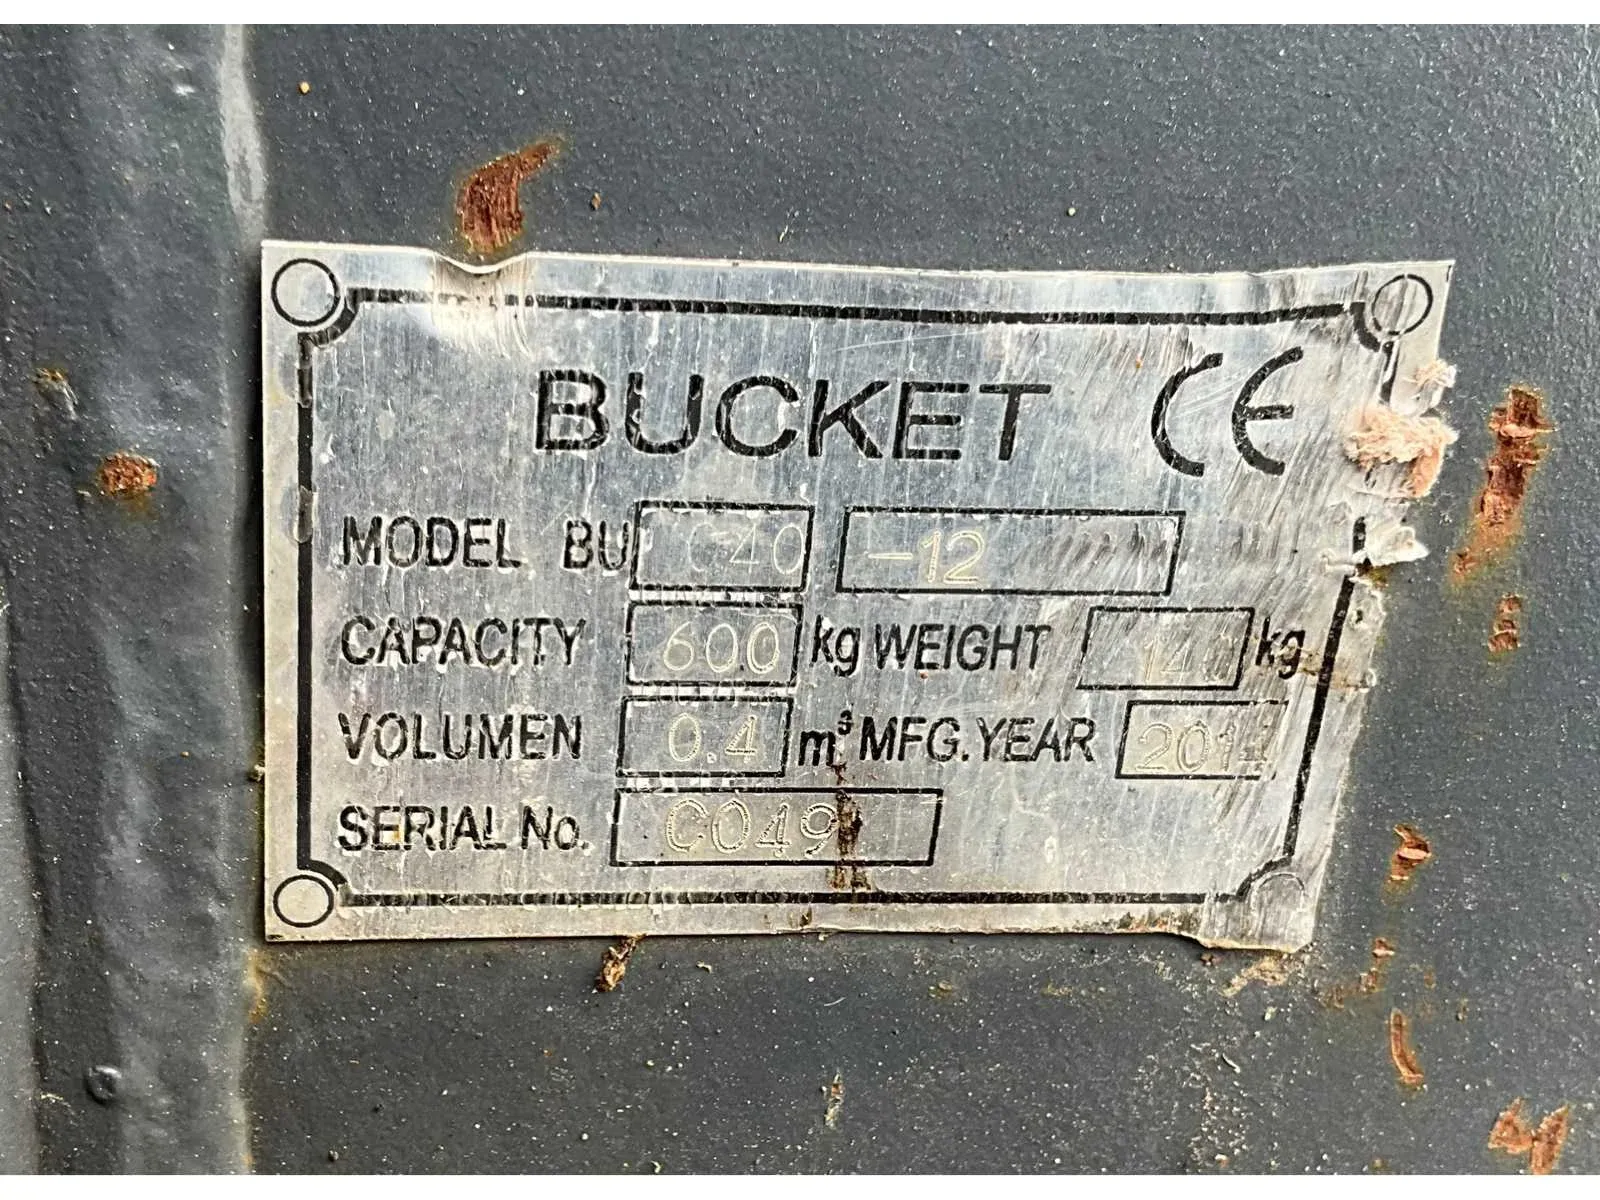 BUCKET CE
MODEL BU C40 -12
CAPACITY 600 kg WEIGHT kg
VOLUMEN 0.4 m³ MFG.YEAR
SERIAL No. C049